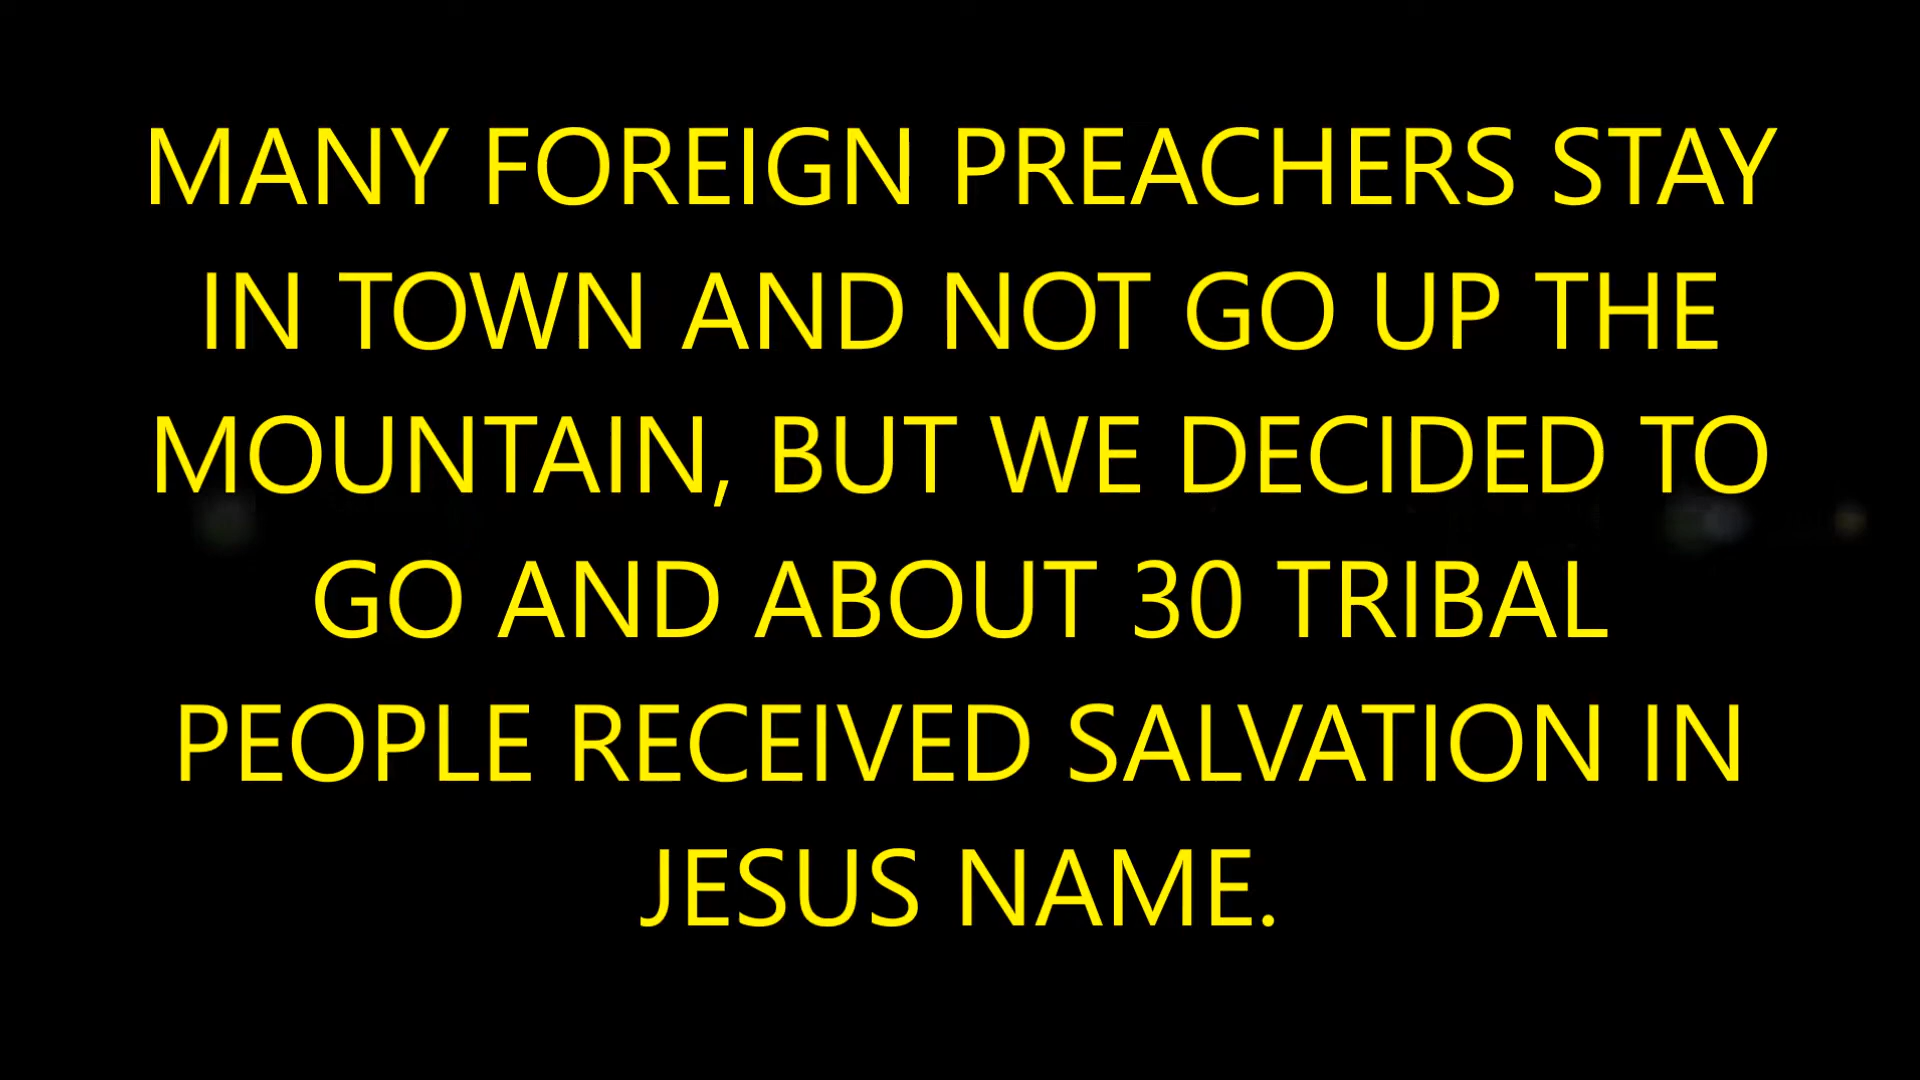 MANY FOREIGN PREACHERS STAY
IN TOWN AND NOT GO UP THE
MOUNTAIN, BUT WE DECIDED TO
GO AND ABOUT 30 TRIBAL
PEOPLE RECEIVED SALVATION IN
JESUS NAME.